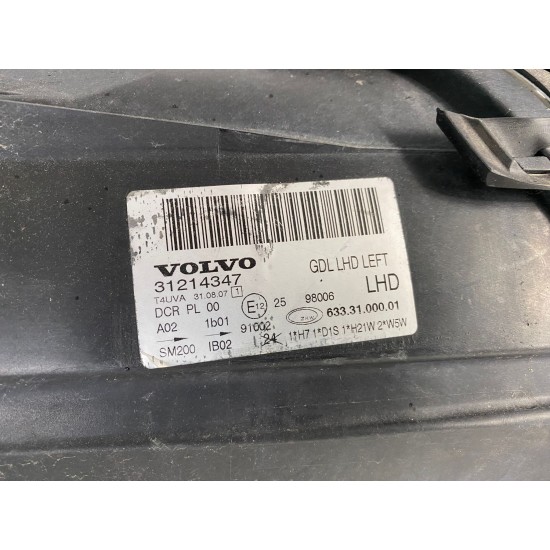 VOLVO GDL LHD LEFT
31214347 LHD
T4UVA 31.08.07 1
DCR PL 00 E12 25 98006
A02 1b01 91002 633.31.000.01
SM200 IB02 24 1*H7 1*D1S 1*H21W 2*W5W